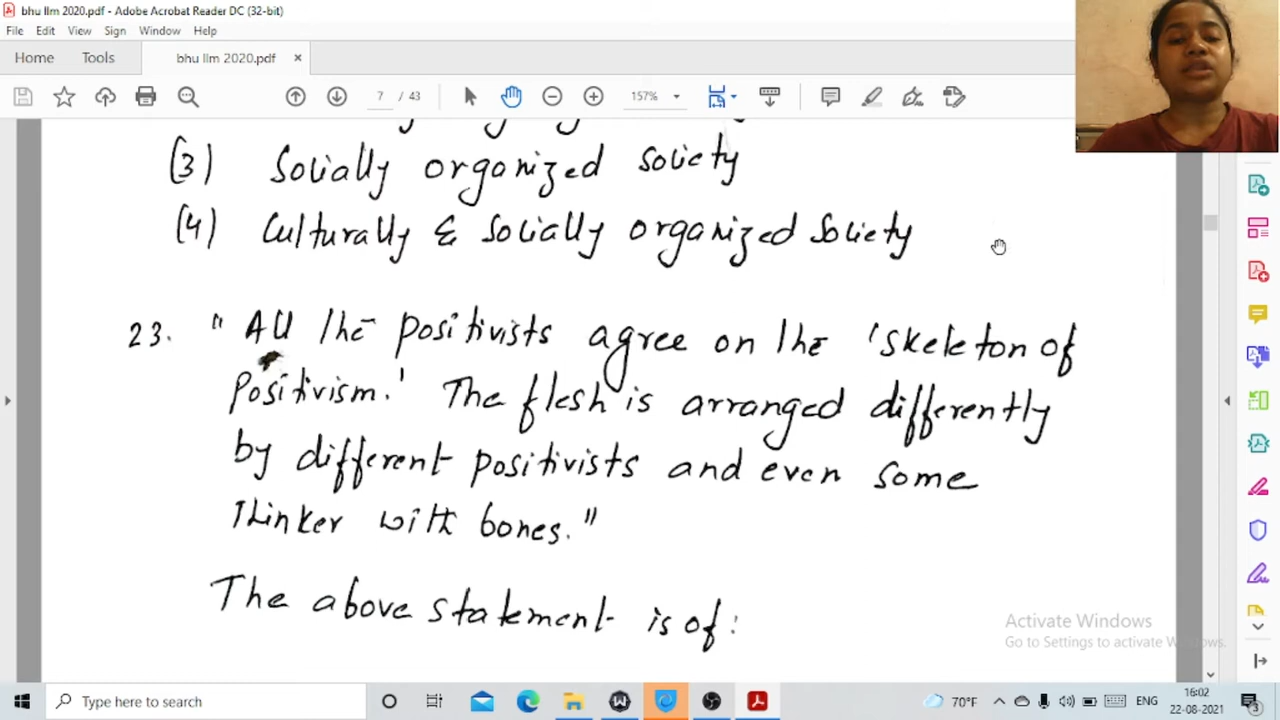 bhu llm 2020.pdf - Adobe Acrobat Reader DC (32-bit)
File Edit View Sign Window Help
Home Tools bhu llm 2020.pdf ×
7 / 43 157%
(3) Socially organized society
(4) Culturally & Socially organized Society
23. "All the positivists agree on the 'skeleton of
positivism.' The flesh is arranged differently
by different positivists and even some
thinker with bones."
The above statement is of:
Activate Windows
Go to Settings to activate Windows.
Type here to search
70°F ENG 16:02
22-08-2021
3